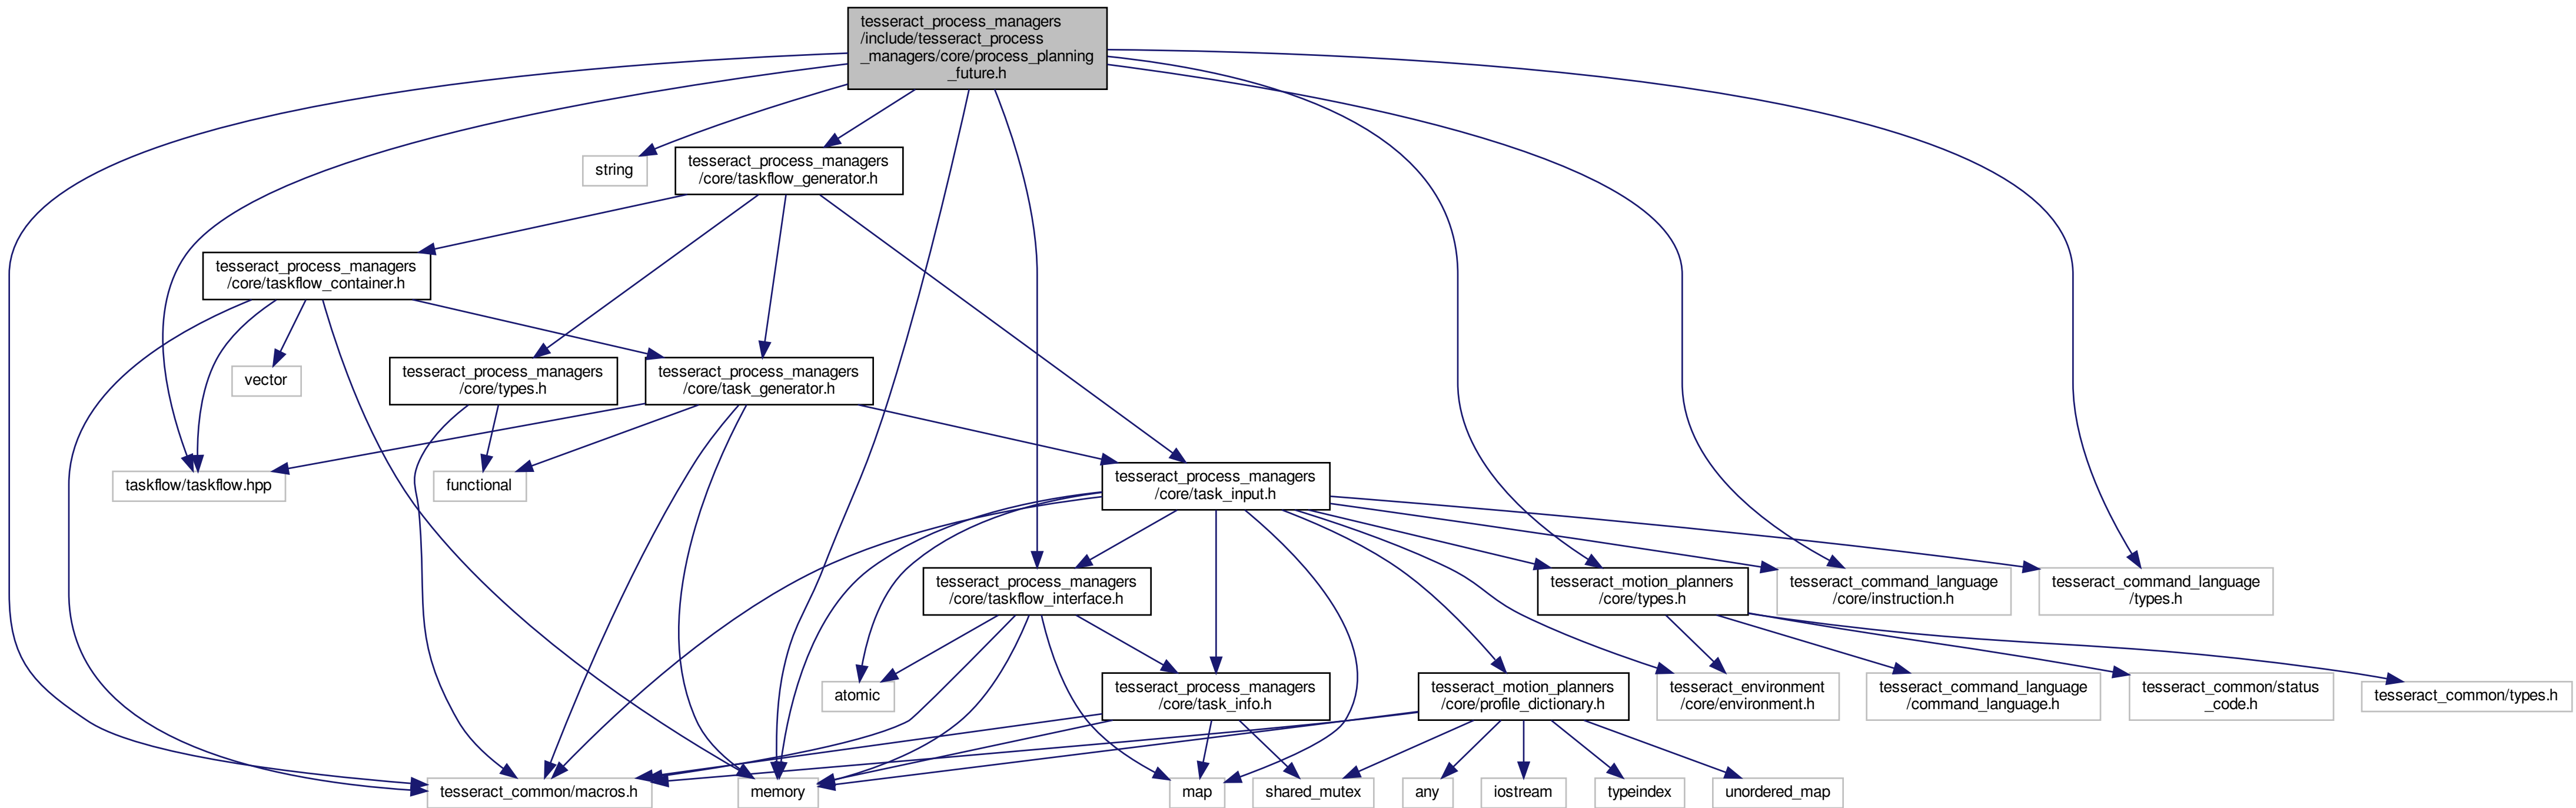 tesseract_process_managers
/include/tesseract_process
_managers/core/process_planning
_future.h
string
tesseract_process_managers
/core/taskflow_generator.h
tesseract_process_managers
/core/taskflow_container.h
vector
tesseract_process_managers
/core/types.h
tesseract_process_managers
/core/task_generator.h
taskflow/taskflow.hpp
functional
tesseract_process_managers
/core/task_input.h
tesseract_process_managers
/core/taskflow_interface.h
tesseract_motion_planners
/core/types.h
tesseract_command_language
/core/instruction.h
tesseract_command_language
/types.h
atomic
tesseract_process_managers
/core/task_info.h
tesseract_motion_planners
/core/profile_dictionary.h
tesseract_environment
/core/environment.h
tesseract_command_language
/command_language.h
tesseract_common/status
_code.h
tesseract_common/types.h
tesseract_common/macros.h
memory
map
shared_mutex
any
iostream
typeindex
unordered_map